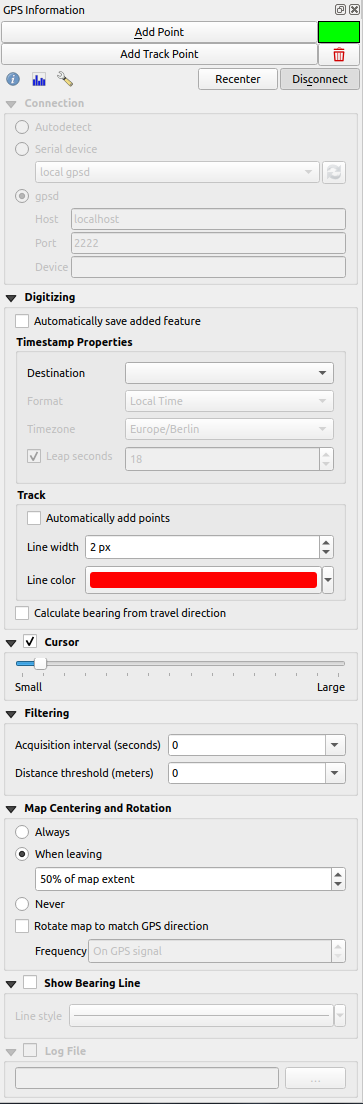 GPS Information
Add Point
Add Track Point
Recenter Disconnect
Connection
Autodetect
Serial device
local gpsd
gpsd
Host localhost
Port 2222
Device
Digitizing
Automatically save added feature
Timestamp Properties
Destination
Format Local Time
Timezone Europe/Berlin
Leap seconds 18
Track
Automatically add points
Line width 2 px
Line color
Calculate bearing from travel direction
Cursor
Small Large
Filtering
Acquisition interval (seconds) 0
Distance threshold (meters) 0
Map Centering and Rotation
Always
When leaving
50% of map extent
Never
Rotate map to match GPS direction
Frequency On GPS signal
Show Bearing Line
Line style
Log File
...